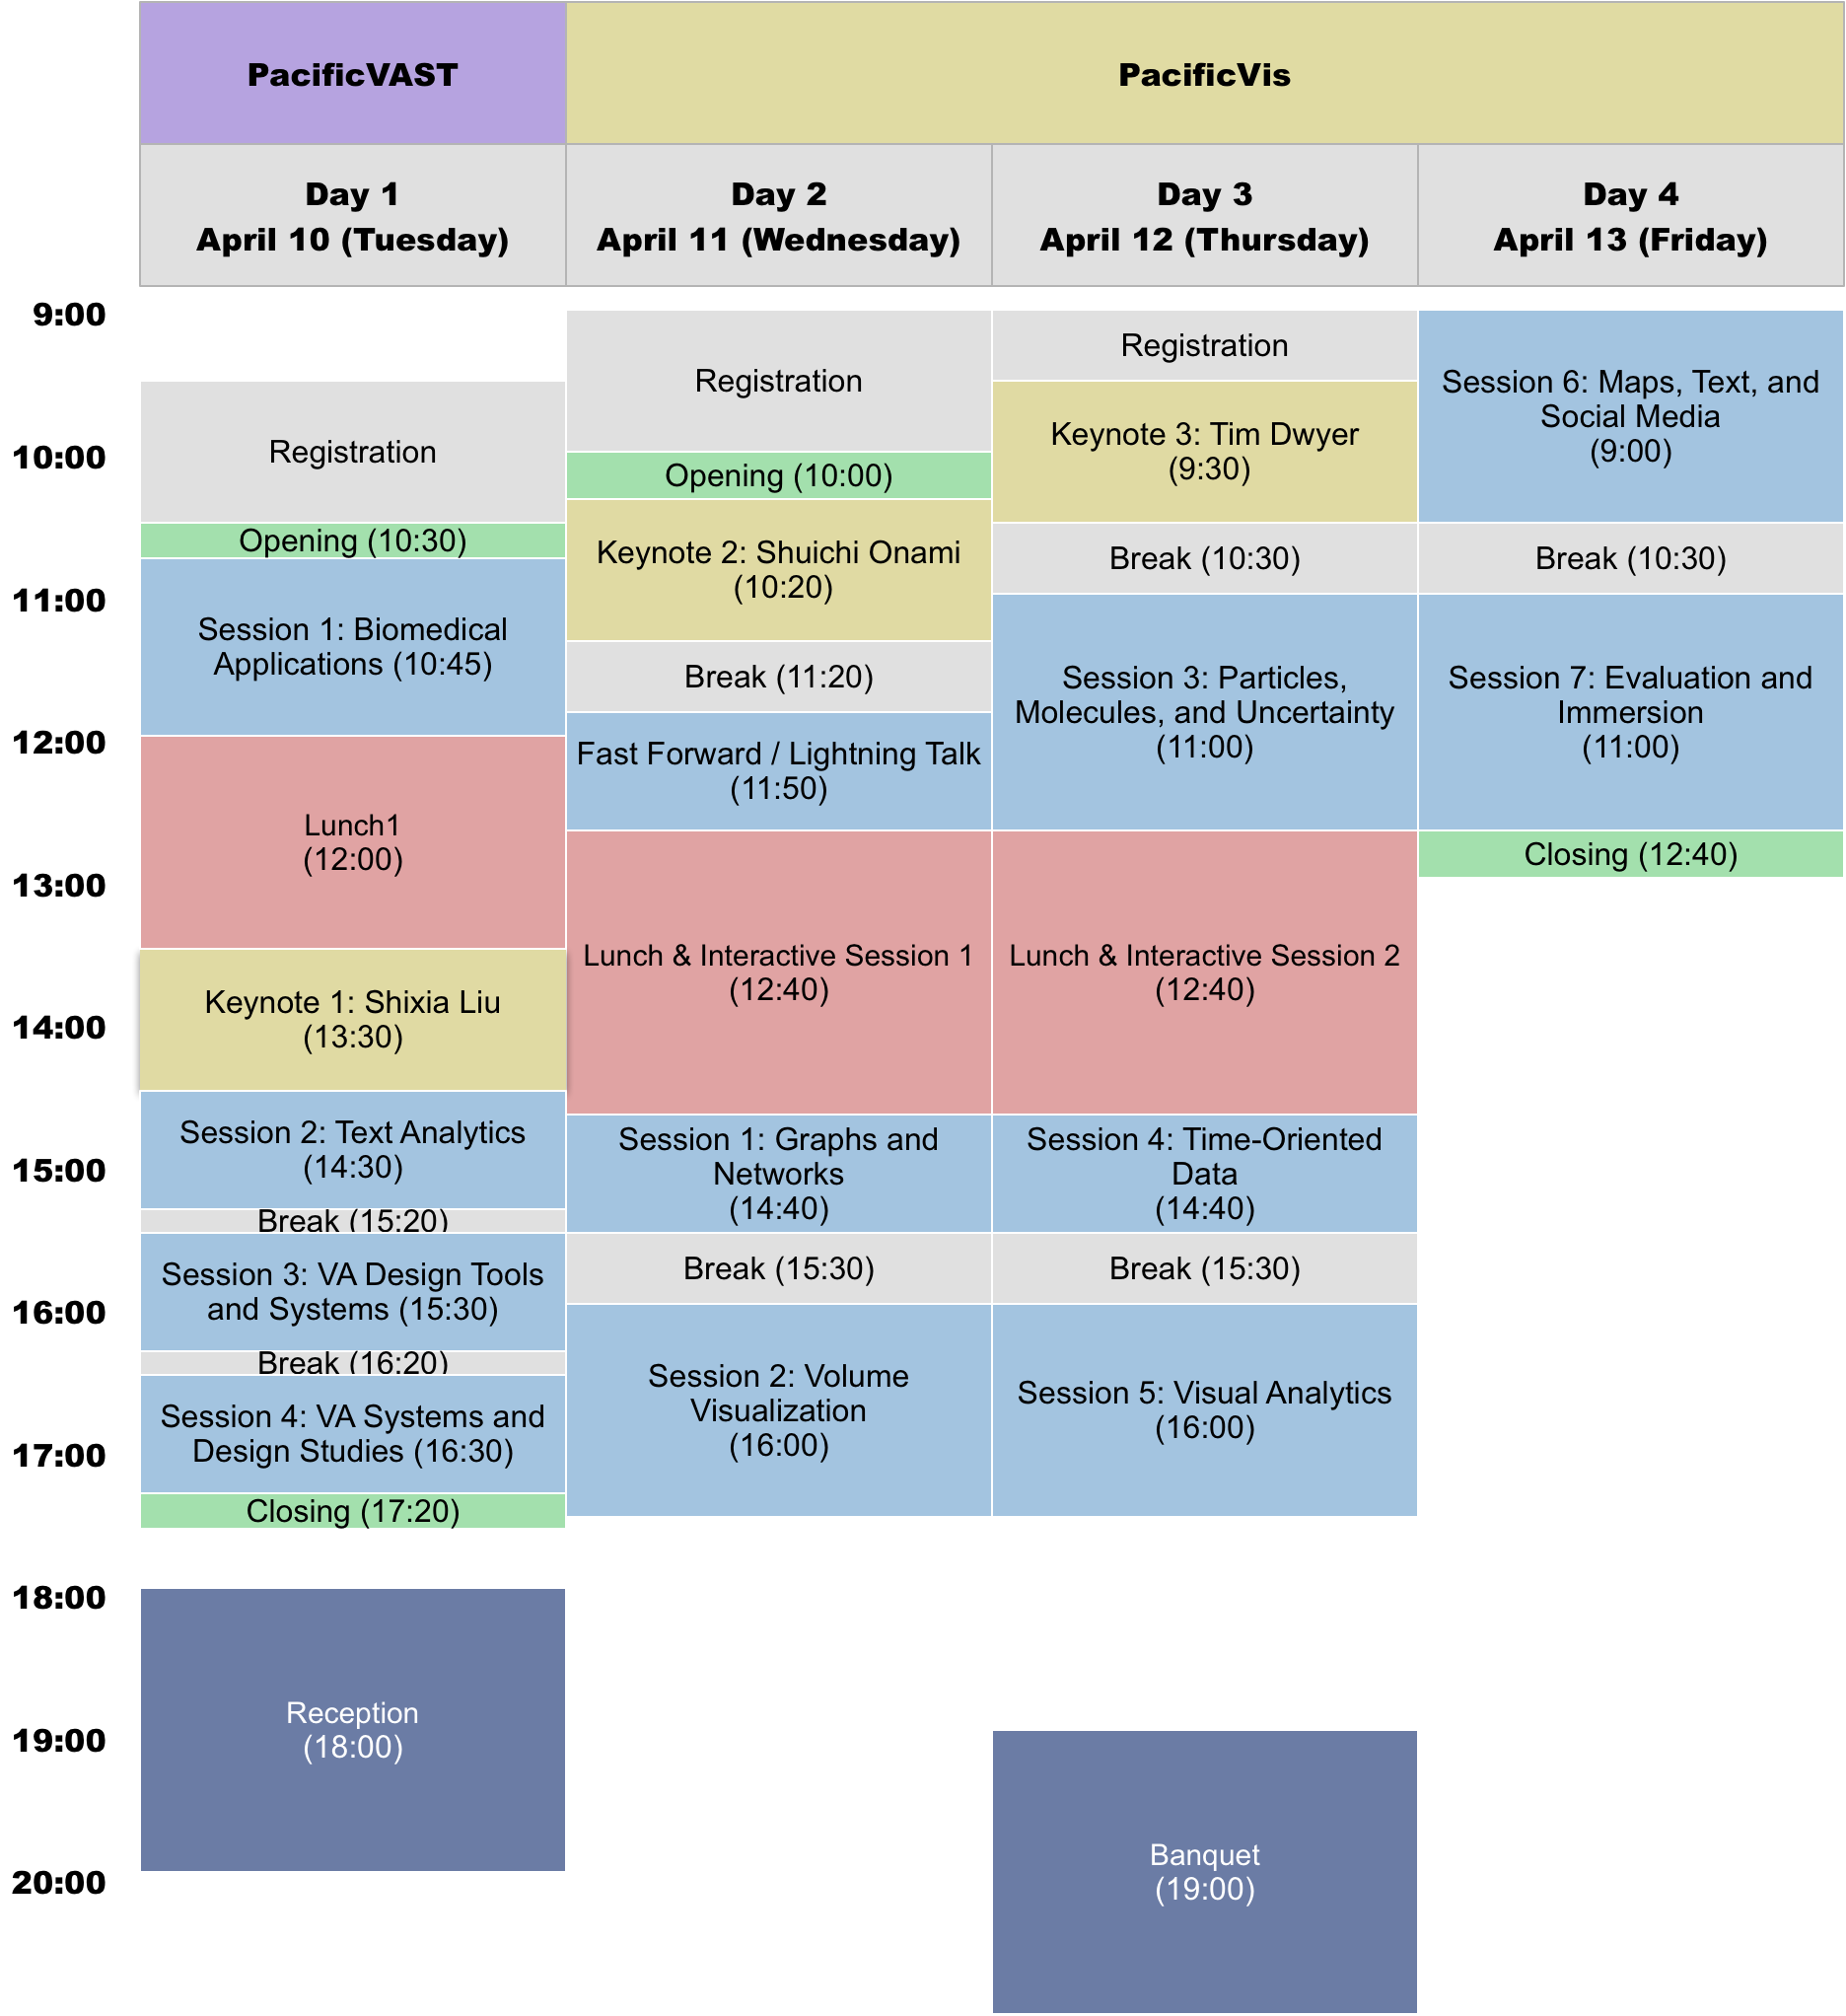 PacificVAST
PacificVis
Day 1
April 10 (Tuesday)
Day 2
April 11 (Wednesday)
Day 3
April 12 (Thursday)
Day 4
April 13 (Friday)
9:00
10:00
11:00
12:00
13:00
14:00
15:00
16:00
17:00
18:00
19:00
20:00
Registration
Opening (10:30)
Session 1: Biomedical
Applications (10:45)
Lunch1
(12:00)
Keynote 1: Shixia Liu
(13:30)
Session 2: Text Analytics
(14:30)
Break (15:20)
Session 3: VA Design Tools
and Systems (15:30)
Break (16:20)
Session 4: VA Systems and
Design Studies (16:30)
Closing (17:20)
Reception
(18:00)
Registration
Opening (10:00)
Keynote 2: Shuichi Onami
(10:20)
Break (11:20)
Fast Forward / Lightning Talk
(11:50)
Lunch & Interactive Session 1
(12:40)
Session 1: Graphs and
Networks
(14:40)
Break (15:30)
Session 2: Volume
Visualization
(16:00)
Registration
Keynote 3: Tim Dwyer
(9:30)
Break (10:30)
Session 3: Particles,
Molecules, and Uncertainty
(11:00)
Lunch & Interactive Session 2
(12:40)
Session 4: Time-Oriented
Data
(14:40)
Break (15:30)
Session 5: Visual Analytics
(16:00)
Banquet
(19:00)
Session 6: Maps, Text, and
Social Media
(9:00)
Break (10:30)
Session 7: Evaluation and
Immersion
(11:00)
Closing (12:40)